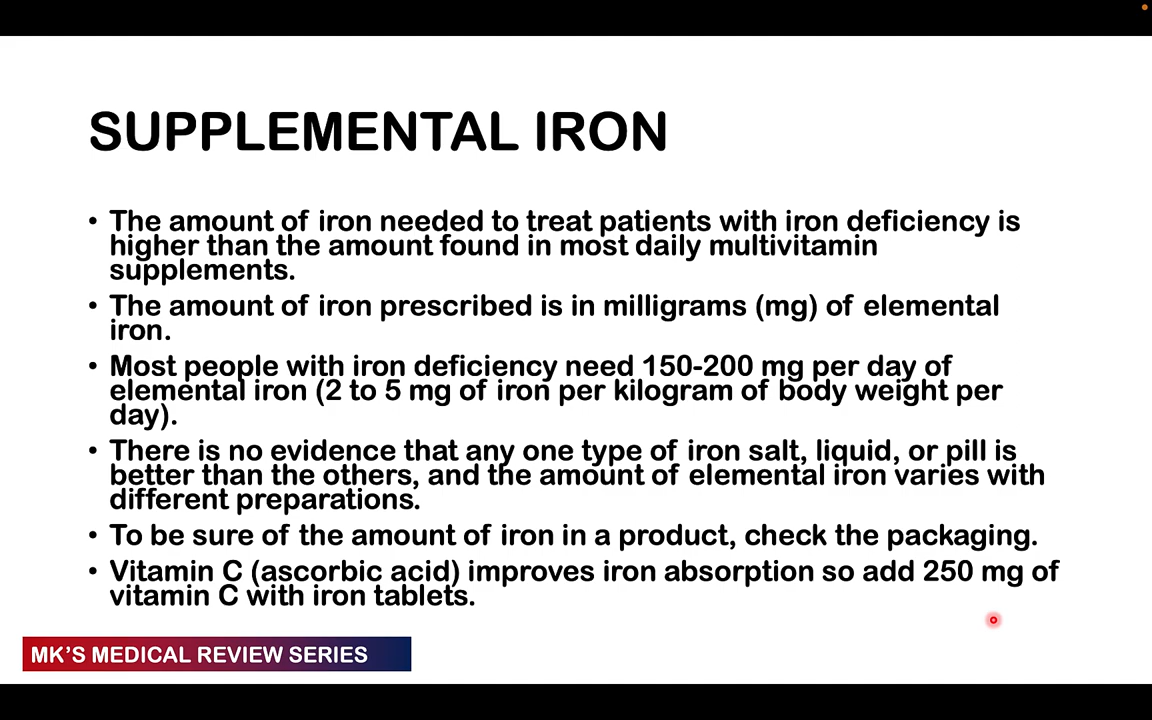 SUPPLEMENTAL IRON
• The amount of iron needed to treat patients with iron deficiency is
higher than the amount found in most daily multivitamin
supplements.
• The amount of iron prescribed is in milligrams (mg) of elemental
iron.
• Most people with iron deficiency need 150-200 mg per day of
elemental iron (2 to 5 mg of iron per kilogram of body weight per
day).
• There is no evidence that any one type of iron salt, liquid, or pill is
better than the others, and the amount of elemental iron varies with
different preparations.
• To be sure of the amount of iron in a product, check the packaging.
• Vitamin C (ascorbic acid) improves iron absorption so add 250 mg of
vitamin C with iron tablets.
MK'S MEDICAL REVIEW SERIES